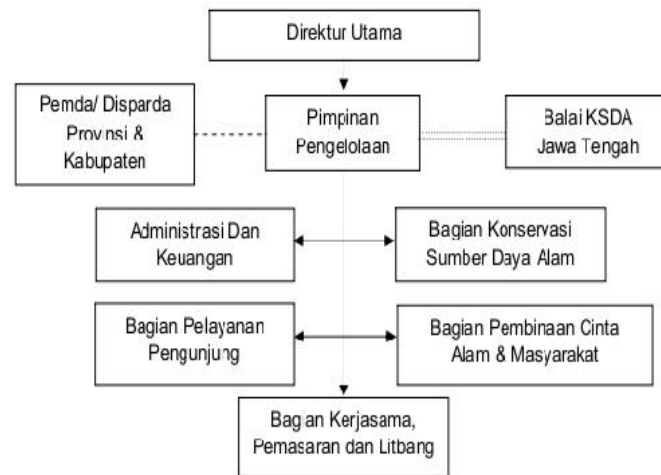 Direktur Utama
Pemda/ Disparda
Provinsi &
Kabupaten
Pimpinan
Pengelolaan
Balai KSDA
Jawa Tengah
Administrasi Dan
Keuangan
Bagian Konservasi
Sumber Daya Alam
Bagian Pelayanan
Pengunjung
Bagian Pembinaan Cinta
Alam & Masyarakat
Bagian Kerjasama,
Pemasaran dan Litbang